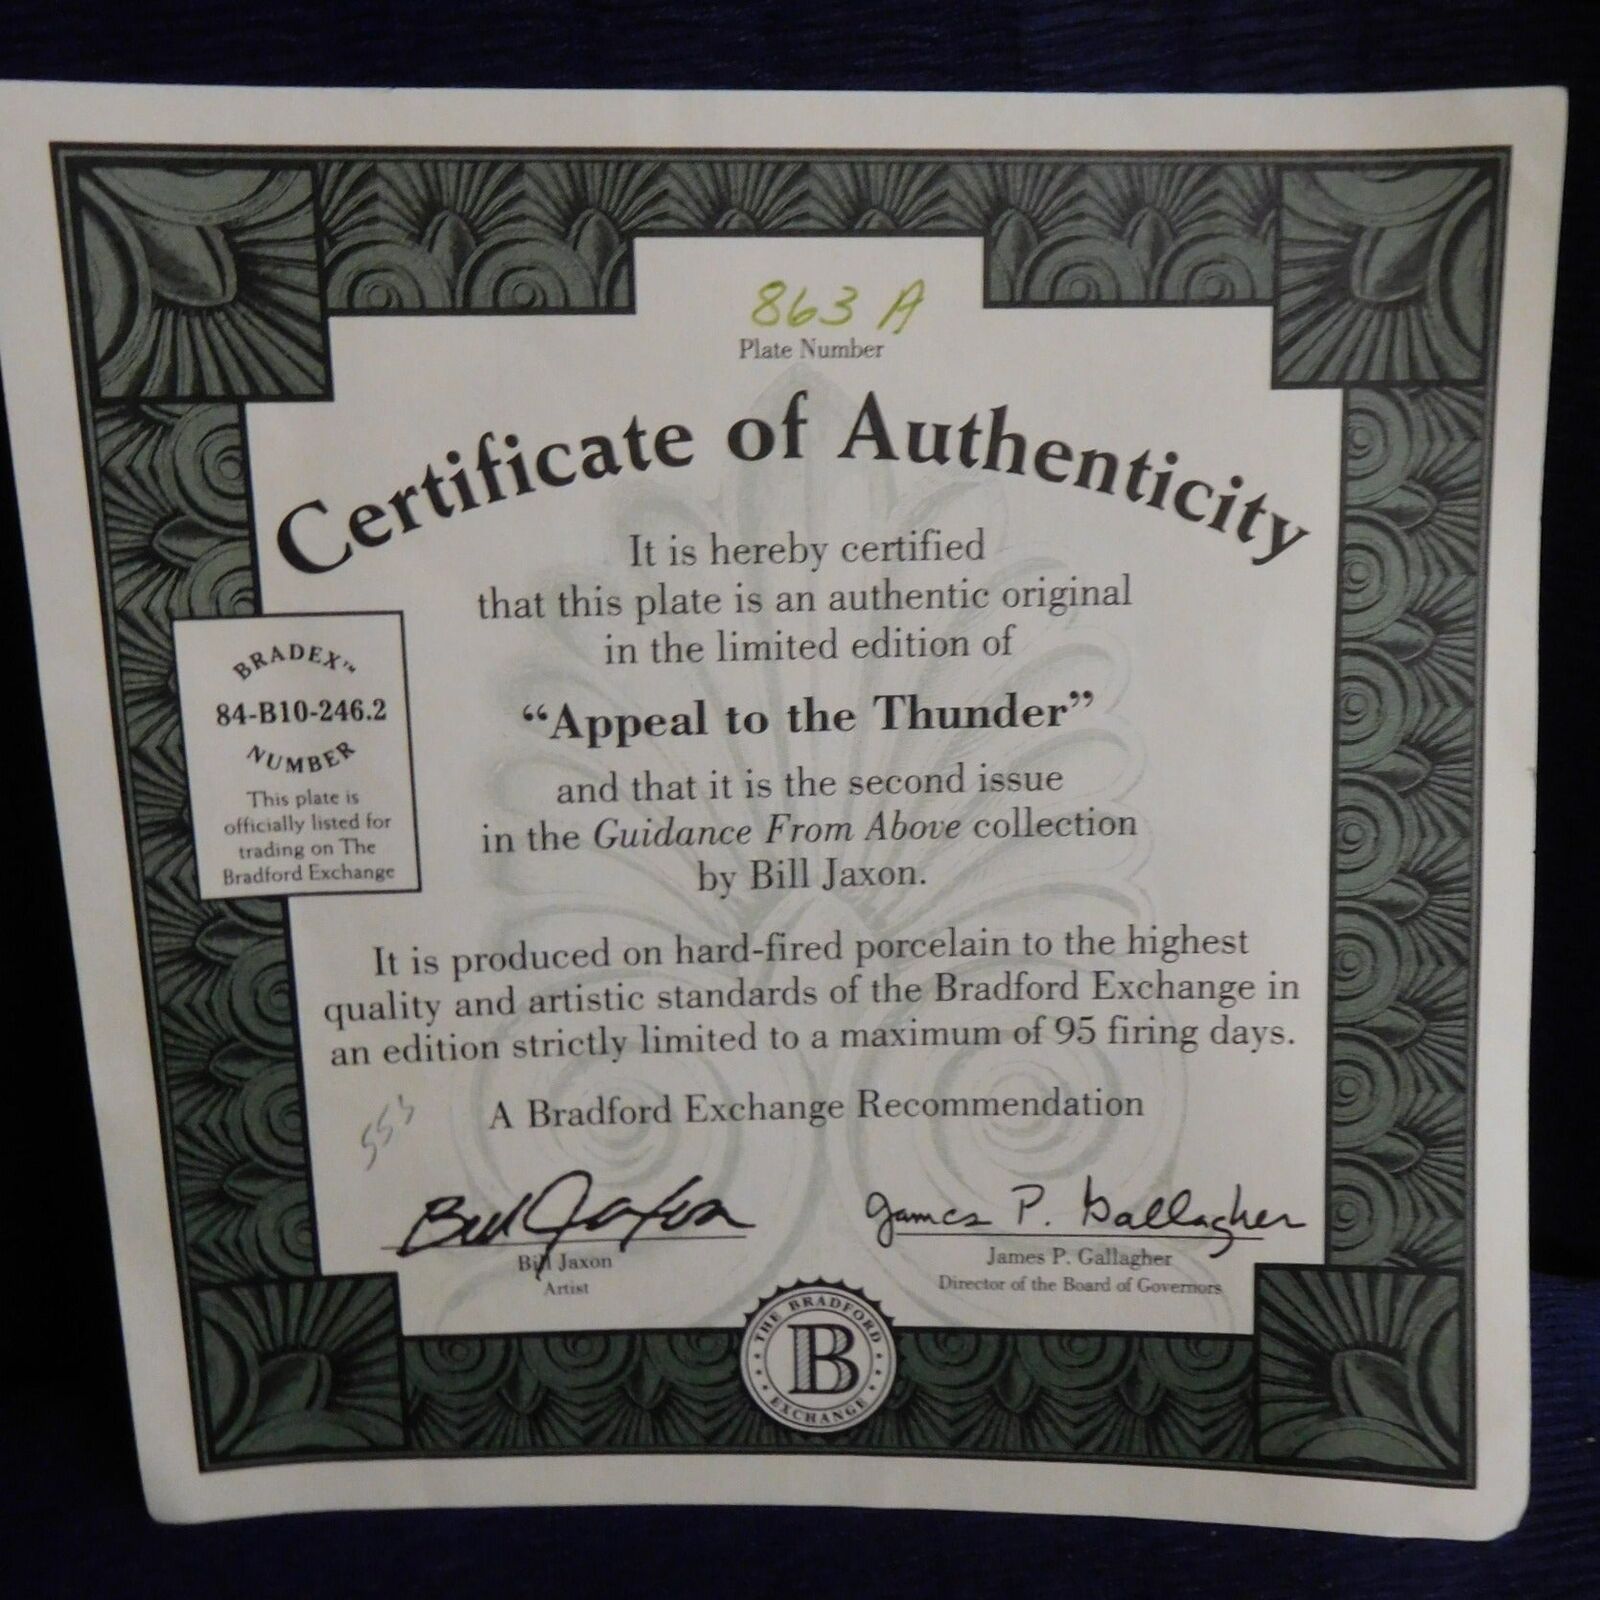 863 A
Plate Number
Certificate of Authenticity
It is hereby certified
that this plate is an authentic original
in the limited edition of
“Appeal to the Thunder”
and that it is the second issue
in the Guidance From Above collection
by Bill Jaxon.
BRADEX™
84-B10-246.2
NUMBER
This plate is
officially listed for
trading on The
Bradford Exchange
It is produced on hard-fired porcelain to the highest
quality and artistic standards of the Bradford Exchange in
an edition strictly limited to a maximum of 95 firing days.
A Bradford Exchange Recommendation
Bill Jaxon
James P. Gallagher
Bill Jaxon
Artist
James P. Gallagher
Director of the Board of Governors
THE BRADFORD
B
EXCHANGE